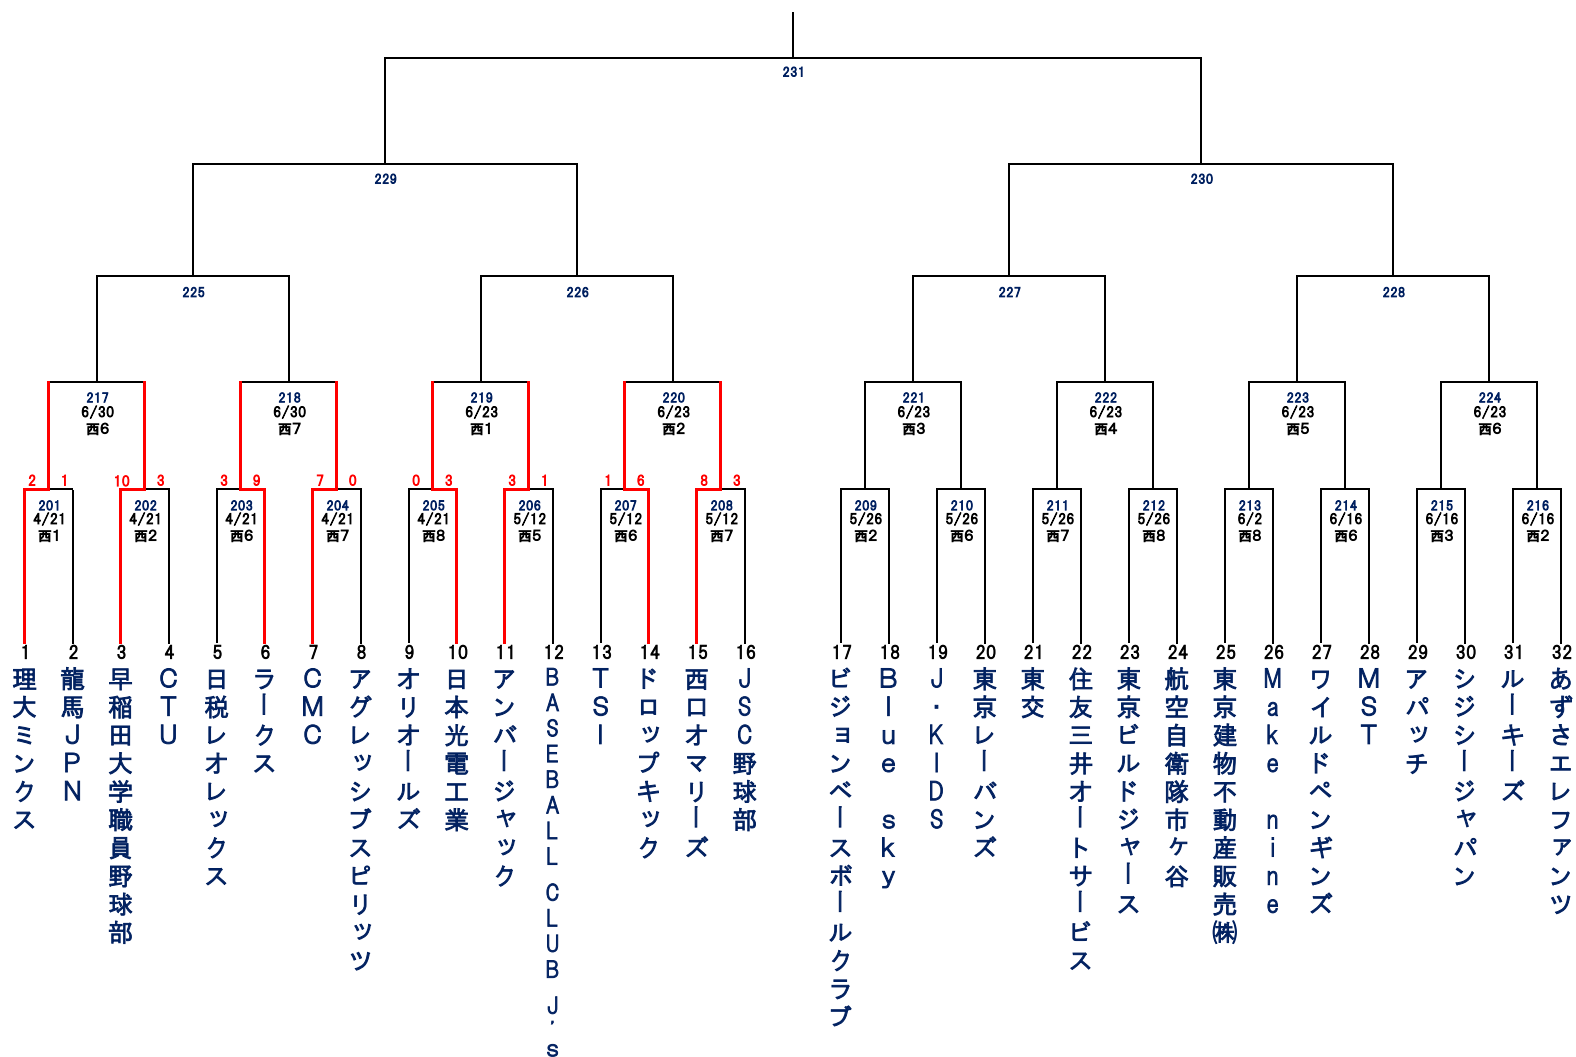 231
229
230
225
226
227
228
217
6/30
西6
218
6/30
西7
219
6/23
西1
220
6/23
西2
221
6/23
西3
222
6/23
西4
223
6/23
西5
224
6/23
西6
2 1
10 3
3 9
7 0
0 3
3 1
1 6
8 3
201
4/21
西1
202
4/21
西2
203
4/21
西6
204
4/21
西7
205
4/21
西8
206
5/12
西5
207
5/12
西6
208
5/12
西7
209
5/26
西2
210
5/26
西6
211
5/26
西7
212
5/26
西8
213
6/2
西8
214
6/16
西6
215
6/16
西3
216
6/16
西2
1
理大ミンクス
2
龍馬JPN
3
早稲田大学職員野球部
4
CTU
5
日税レオレックス
6
ラークス
7
CMC
8
アグレッシブスピリッツ
9
オリオールズ
10
日本光電工業
11
アンバージャック
12
BASEBALL CLUB J's
13
TSI
14
ドロップキック
15
西口オマリーズ
16
JSC野球部
17
ビジョンベースボールクラブ
18
Blue sky
19
J・KIDS
20
東京レーバンズ
21
東交
22
住友三井オートサービス
23
東京ビルドジャース
24
航空自衛隊市ケ谷
25
東京建物不動産販売㈱
26
Make nine
27
ワイルドペンギンズ
28
MST
29
アパッチ
30
シジシージャパン
31
ルーキーズ
32
あずさエレファンツ